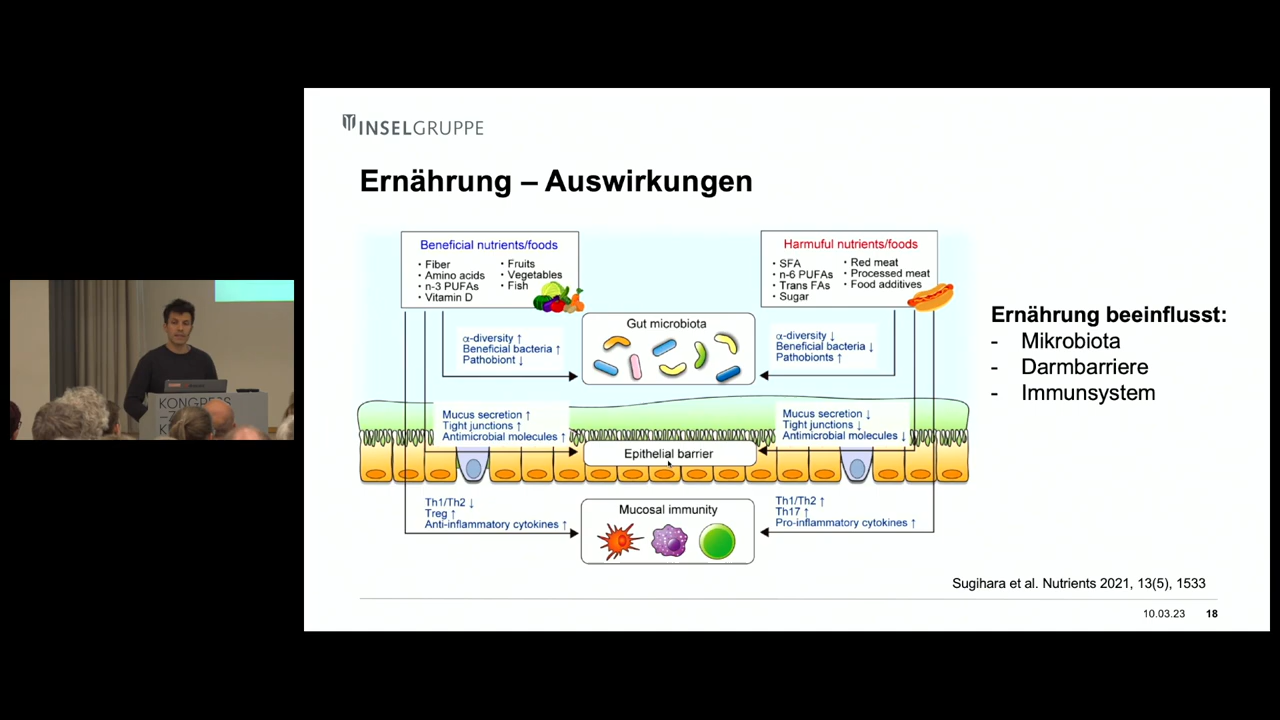 INSELGRUPPE
Ernährung – Auswirkungen
Beneficial nutrients/foods
• Fiber
• Amino acids
• n-3 PUFAs
• Vitamin D
• Fruits
• Vegetables
• Fish
Harmuful nutrients/foods
• SFA
• n-6 PUFAs
• Trans FAs
• Sugar
• Red meat
• Processed meat
• Food additives
α-diversity ↑
Beneficial bacteria ↑
Pathobiont ↓
Gut microbiota
α-diversity ↓
Beneficial bacteria ↓
Pathobionts ↑
Mucus secretion ↑
Tight junctions ↑
Antimicrobial molecules ↑
Epithelial barrier
Mucus secretion ↓
Tight junctions ↓
Antimicrobial molecules ↓
Th1/Th2 ↓
Treg ↑
Anti-inflammatory cytokines ↑
Mucosal immunity
Th1/Th2 ↑
Th17 ↑
Pro-inflammatory cytokines ↑
Ernährung beeinflusst:
- Mikrobiota
- Darmbarriere
- Immunsystem
Sugihara et al. Nutrients 2021, 13(5), 1533
10.03.23 18
KONGRESS